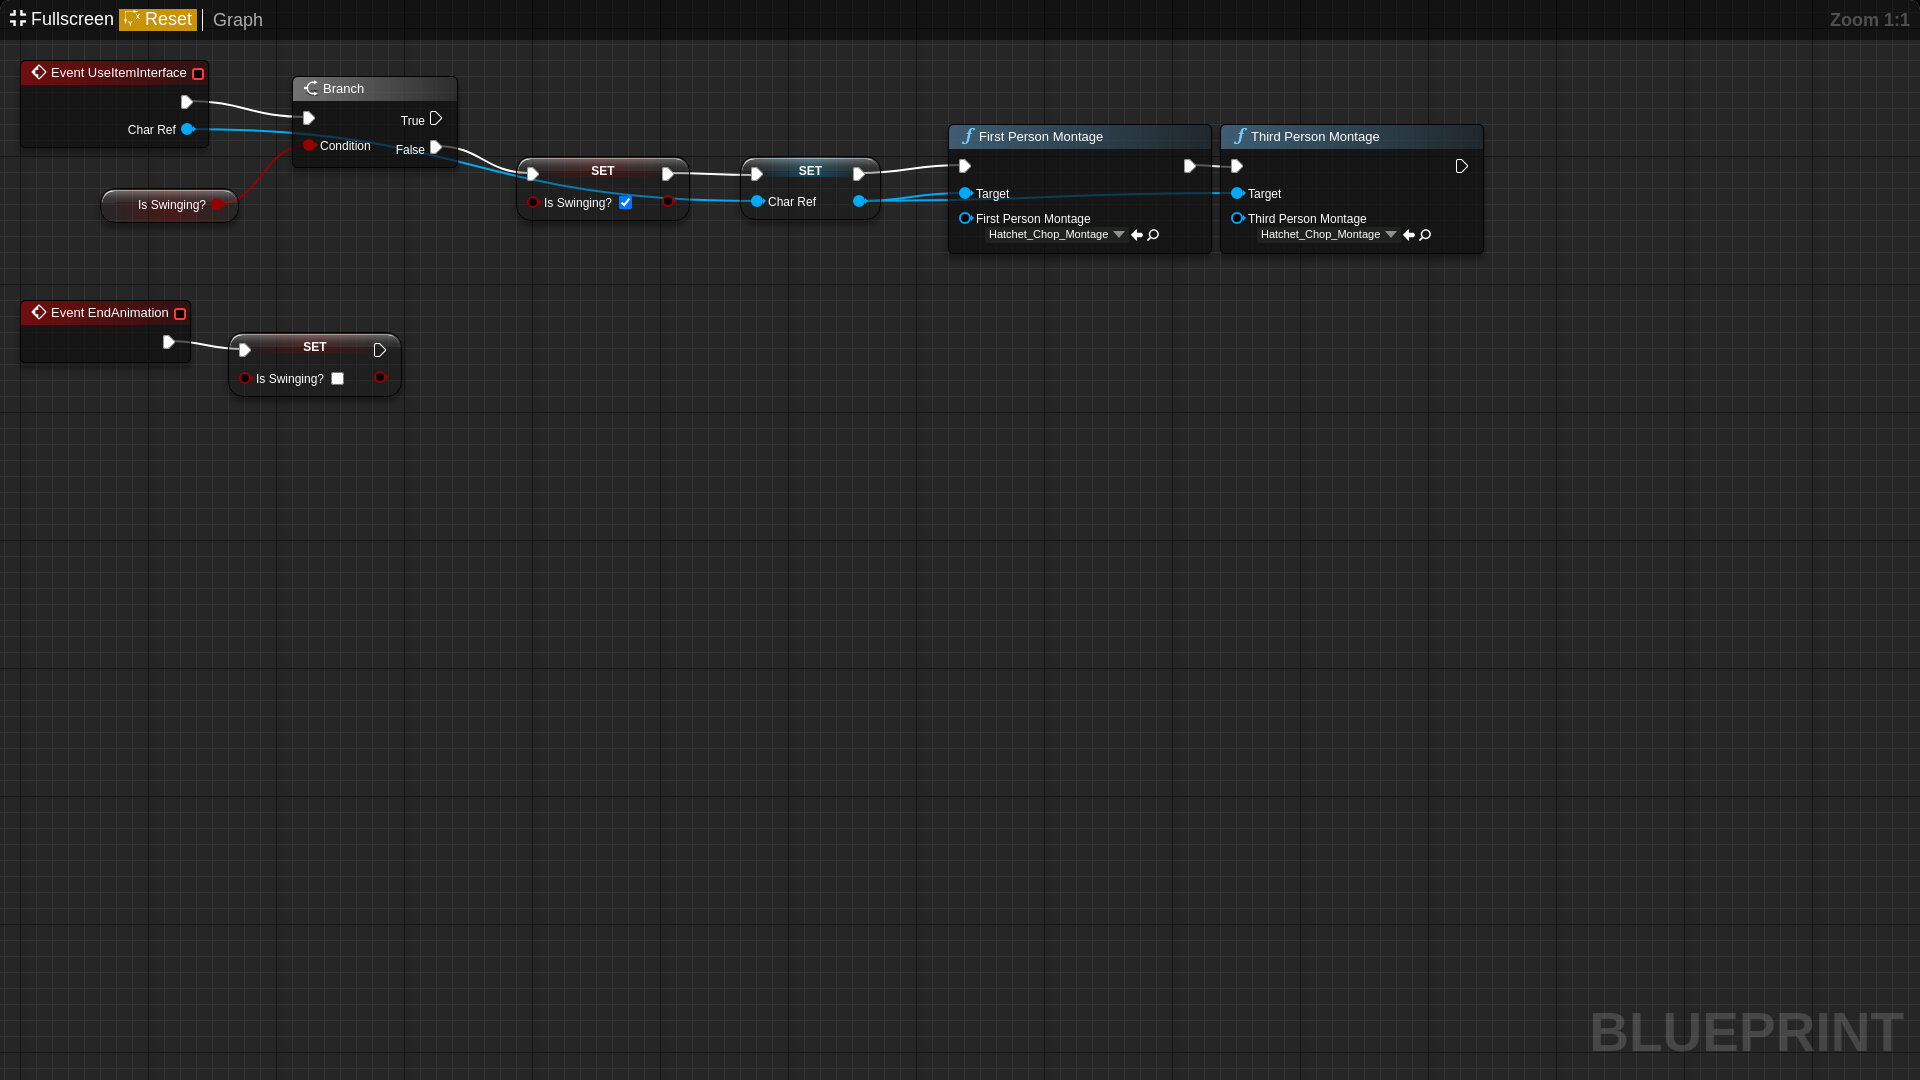 Fullscreen Reset Graph Zoom 1:1
Event UseItemInterface
Char Ref
Branch
True
Condition
False
Is Swinging?
SET
Is Swinging?
SET
Char Ref
First Person Montage
Target
First Person Montage
Hatchet_Chop_Montage
Third Person Montage
Target
Third Person Montage
Hatchet_Chop_Montage
Event EndAnimation
SET
Is Swinging?
BLUEPRINT